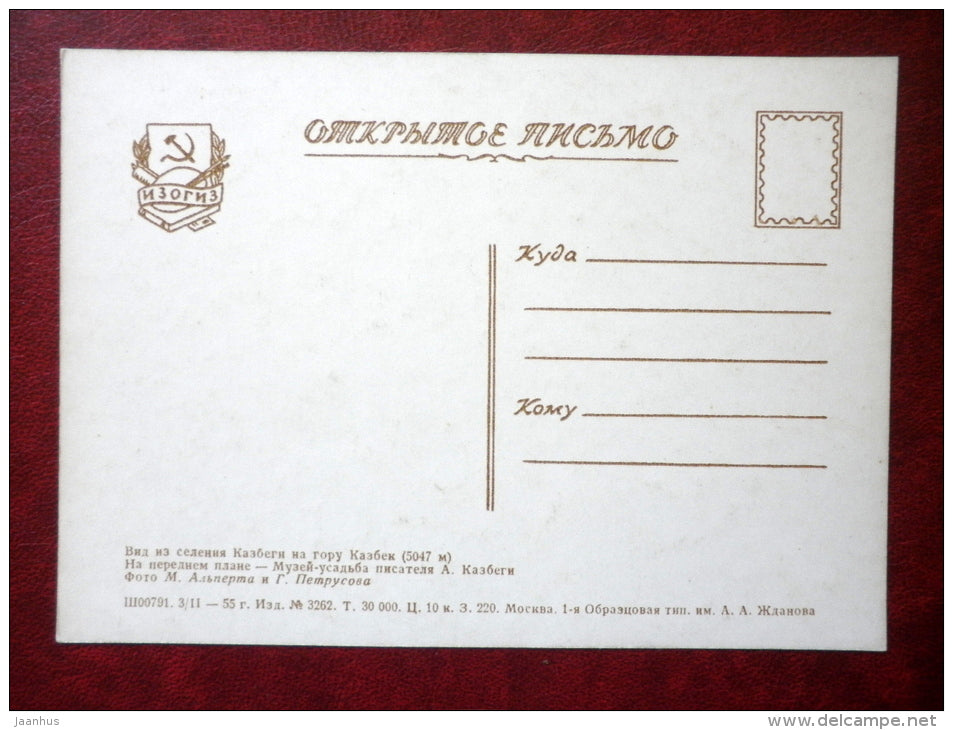 ОТКРЫТОЕ ПИСЬМО
ИЗОГИЗ
Куда
Кому
Вид из селения Казбеги на гору Казбек (5047 м)
На переднем плане — Музей-усадьба писателя А. Казбеги
Фото М. Альперта и Г. Петрусова
Ш00791. 3/II — 55 г. Изд. № 3262. Т. 30 000. Ц. 10 к. З. 220. Москва. 1-я Образцовая тип. им. А. А. Жданова
jaanhus
delcampe.net